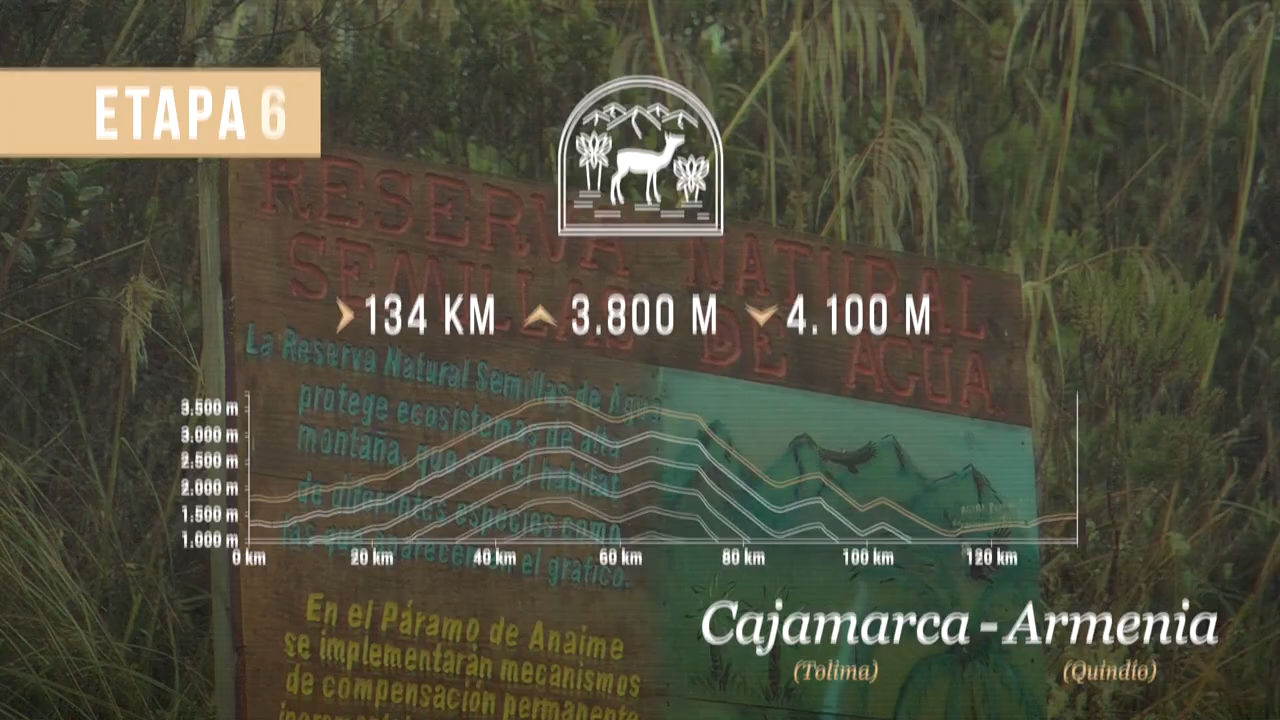 ETAPA 6
RESERVA NATURAL
SEMILLAS DE AGUA
134 KM 3.800 M 4.100 M
La Reserva Natural Semillas de Agua
protege ecosistemas de alta
montaña, que son el hábitat
de diferentes especies como
las que aparecen en el gráfico.
3.500 m
3.000 m
2.500 m
2.000 m
1.500 m
1.000 m
0 km 20 km 40 km 60 km 80 km 100 km 120 km
En el Páramo de Anaime
se implementarán mecanismos
de compensación permanente
Cajamarca - Armenia
(Tolima) (Quindío)